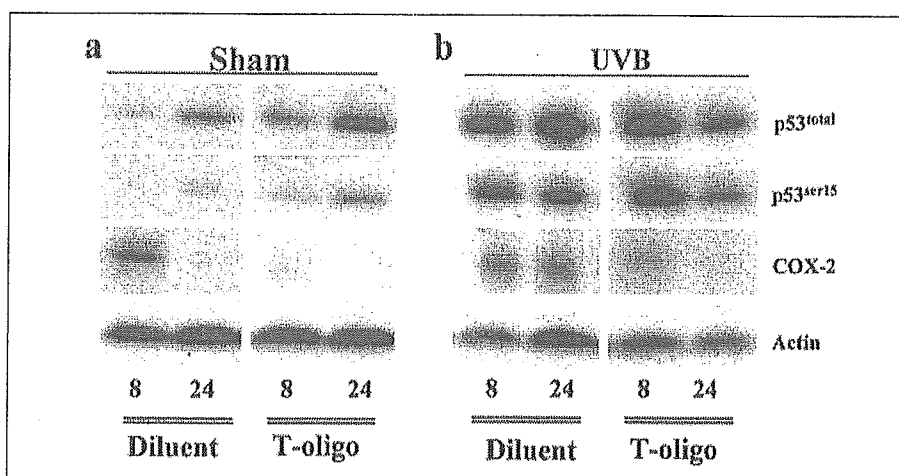 a b
Sham UVB
p53total
p53ser15
COX-2
Actin
8 24 8 24 8 24 8 24
Diluent T-oligo Diluent T-oligo